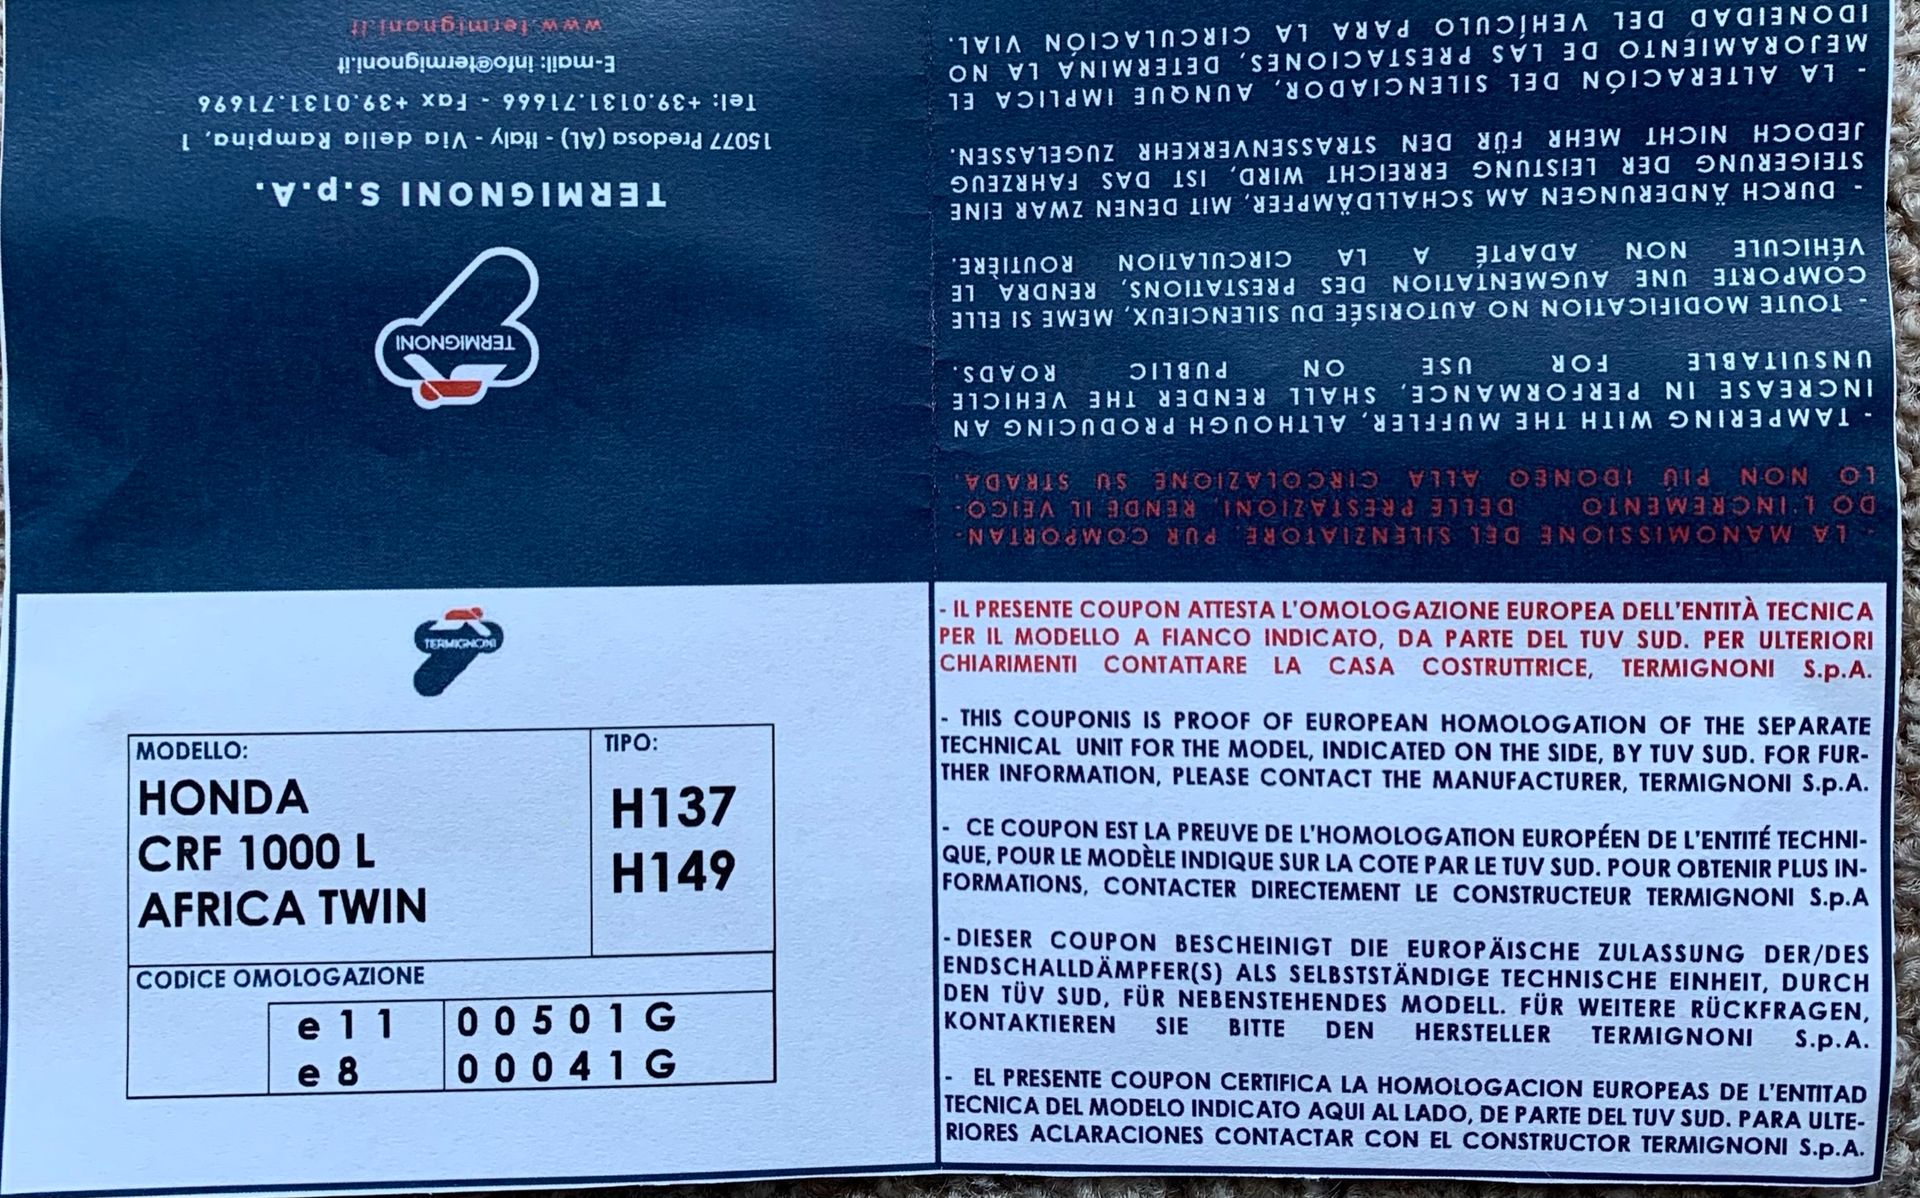 - LA MANOMISSIONE DEL SILENZIATORE, PUR COMPORTAN-
DO L'INCREMENTO DELLE PRESTAZIONI, RENDE IL VEICO-
LO NON PIU IDONEO ALLA CIRCOLAZIONE SU STRADA.
- TAMPERING WITH THE MUFFLER, ALTHOUGH PRODUCING AN
INCREASE IN PERFORMANCE, SHALL RENDER THE VEHICLE
UNSUITABLE FOR USE ON PUBLIC ROADS.
- TOUTE MODIFICATION NO AUTORISÉE DU SILENCIEUX, MEME SI ELLE
COMPORTE UNE AUGMENTATION DES PRESTATIONS, RENDRA LE
VÉHICULE NON ADAPTÉ A LA CIRCULATION ROUTIÈRE.
- DURCH ÄNDERUNGEN AM SCHALLDÄMPFER, MIT DENEN ZWAR EINE
STEIGERUNG DER LEISTUNG ERREICHT WIRD, IST DAS FAHRZEUG
JEDOCH NICHT MEHR FÜR DEN STRASSENVERKEHR ZUGELASSEN.
- LA ALTERACIÓN DEL SILENCIADOR, AUNQUE IMPLICA EL
MEJORAMIENTO DE LAS PRESTACIONES, DETERMINA LA NO
IDONEIDAD DEL VEHÍCULO PARA LA CIRCULACIÓN VIAL.
TERMIGNONI
TERMIGNONI S.p.A.
15077 Predosa (AL) - Italy - Via della Rampina, 1
Tel: +39.0131.71666 - Fax +39.0131.71696
E-mail: info@termignoni.it
www.termignoni.it
TERMIGNONI
MODELLO:
HONDA
CRF 1000 L
AFRICA TWIN
TIPO:
H137
H149
CODICE OMOLOGAZIONE
e 1 1 0 0 5 0 1 G
e 8 0 0 0 4 1 G
- IL PRESENTE COUPON ATTESTA L'OMOLOGAZIONE EUROPEA DELL'ENTITÀ TECNICA
PER IL MODELLO A FIANCO INDICATO, DA PARTE DEL TUV SUD. PER ULTERIORI
CHIARIMENTI CONTATTARE LA CASA COSTRUTTRICE, TERMIGNONI S.p.A.
- THIS COUPONIS IS PROOF OF EUROPEAN HOMOLOGATION OF THE SEPARATE
TECHNICAL UNIT FOR THE MODEL, INDICATED ON THE SIDE, BY TUV SUD. FOR FUR-
THER INFORMATION, PLEASE CONTACT THE MANUFACTURER, TERMIGNONI S.p.A.
- CE COUPON EST LA PREUVE DE L'HOMOLOGATION EUROPÉEN DE L'ENTITÉ TECHNI-
QUE, POUR LE MODÈLE INDIQUE SUR LA COTE PAR LE TUV SUD. POUR OBTENIR PLUS IN-
FORMATIONS, CONTACTER DIRECTEMENT LE CONSTRUCTEUR TERMIGNONI S.p.A
- DIESER COUPON BESCHEINIGT DIE EUROPÄISCHE ZULASSUNG DER/DES
ENDSCHALLDÄMPFER(S) ALS SELBSTSTÄNDIGE TECHNISCHE EINHEIT, DURCH
DEN TÜV SUD, FÜR NEBENSTEHENDES MODELL. FÜR WEITERE RÜCKFRAGEN,
KONTAKTIEREN SIE BITTE DEN HERSTELLER TERMIGNONI S.p.A.
- EL PRESENTE COUPON CERTIFICA LA HOMOLOGACION EUROPEAS DE L'ENTITAD
TECNICA DEL MODELO INDICATO AQUI AL LADO, DE PARTE DEL TUV SUD. PARA ULTE-
RIORES ACLARACIONES CONTACTAR CON EL CONSTRUCTOR TERMIGNONI S.p.A.